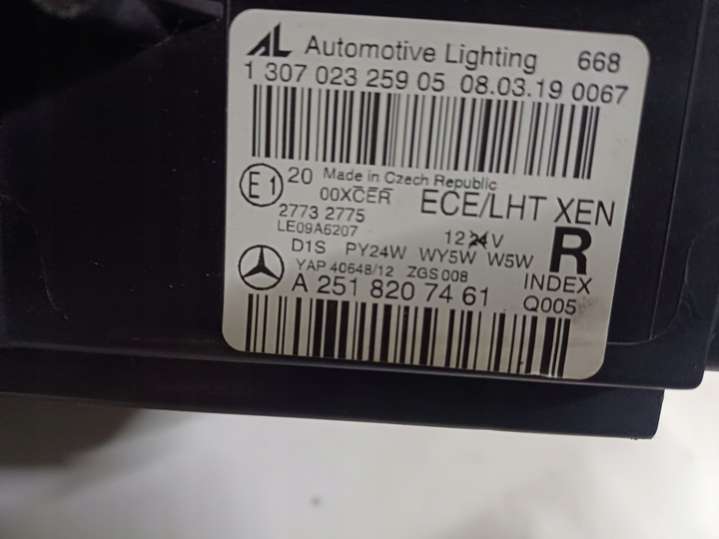 AL Automotive Lighting 668
1 307 023 259 05 08.03.19 0067
E1 20 Made in Czech Republic
00XCER ECE/LHT XEN
2773 2775
LE09A6207 1224V R
D1S PY24W WY5W W5W
YAP 40648/12 ZGS 008 INDEX
A 251 820 74 61 Q005